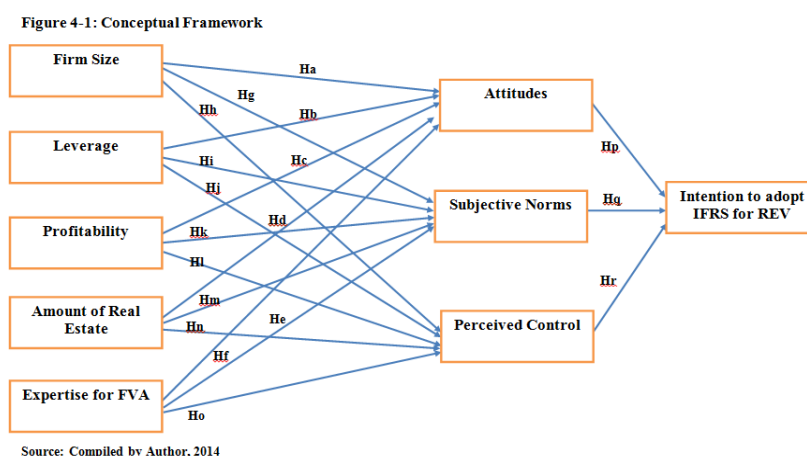 Figure 4-1: Conceptual Framework
Firm Size
Ha
Hg
Attitudes
Hh
Hb
Leverage
Hp
Hi
Hc
Hj
Intention to adopt
IFRS for REV
Subjective Norms
Hq
Profitability
Hk
Hd
Hl
Hr
Amount of Real
Estate
Hm
Hn
He
Perceived Control
Hf
Expertise for FVA
Ho
Source: Compiled by Author, 2014